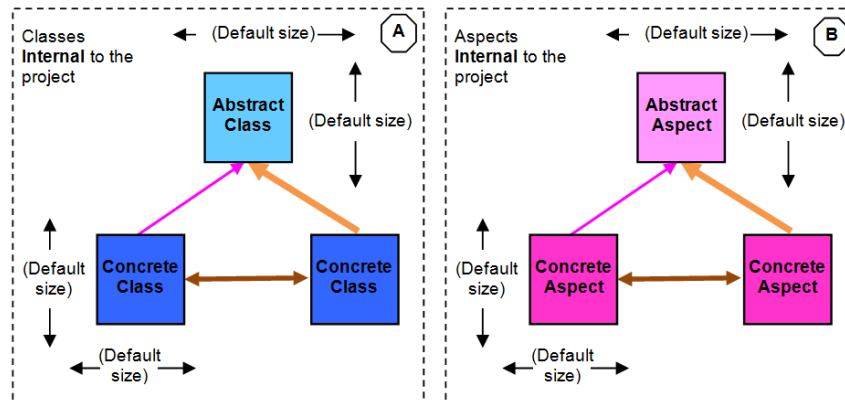 Classes
Internal to the
project
(Default size)
A
Abstract
Class
(Default size)
(Default
size)
Concrete
Class
Concrete
Class
(Default
size)
Aspects
Internal to the
project
(Default size)
B
Abstract
Aspect
(Default size)
(Default
size)
Concrete
Aspect
Concrete
Aspect
(Default
size)